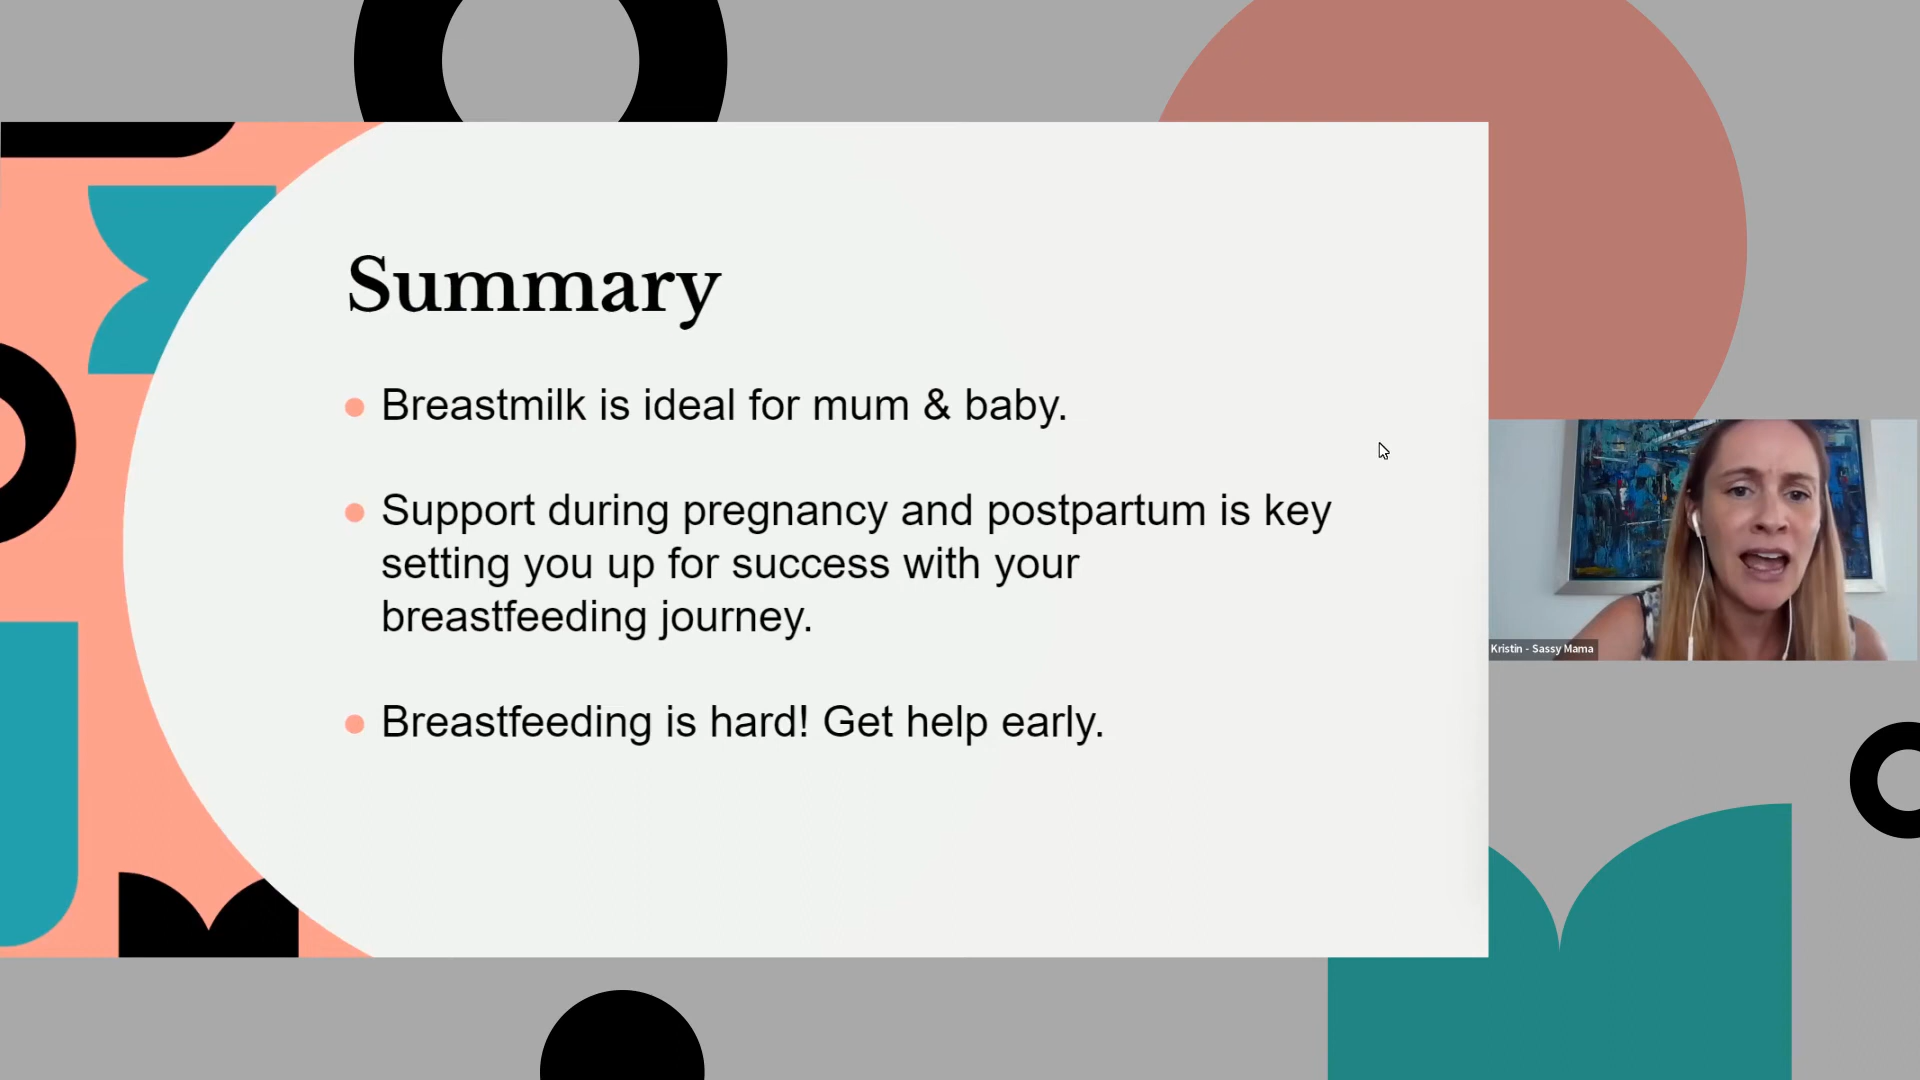 Summary
Breastmilk is ideal for mum & baby.
Support during pregnancy and postpartum is key
setting you up for success with your
breastfeeding journey.
Breastfeeding is hard! Get help early.
Kristin - Sassy Mama